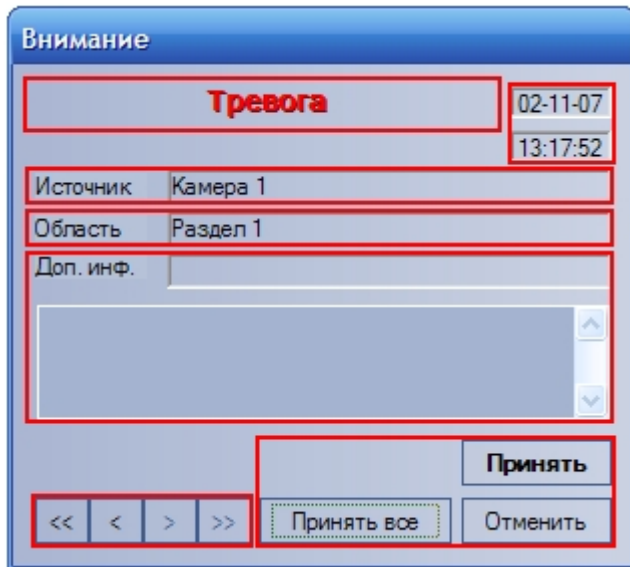 Внимание
Тревога
02-11-07
13:17:52
Источник Камера 1
Область Раздел 1
Доп. инф.
Принять
<< < > >> Принять все Отменить